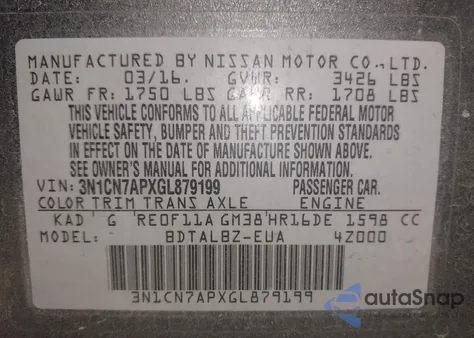 MANUFACTURED BY NISSAN MOTOR CO., LTD.
DATE: 03/16. GVWR: 3426 LBS
GAWR FR: 1750 LBS GAWR RR: 1708 LBS
THIS VEHICLE CONFORMS TO ALL APPLICABLE FEDERAL MOTOR
VEHICLE SAFETY, BUMPER AND THEFT PREVENTION STANDARDS
IN EFFECT ON THE DATE OF MANUFACTURE SHOWN ABOVE.
SEE OWNER'S MANUAL FOR ADDITIONAL INFORMATION.
VIN: 3N1CN7APXGL879199 PASSENGER CAR.
COLOR TRIM TRANS AXLE ENGINE
KAD G RE0F11A GM38 HR16DE 1598 CC
MODEL: BDTALBZ-EUA 4Z000
3N1CN7APXGL879199
autoSnap